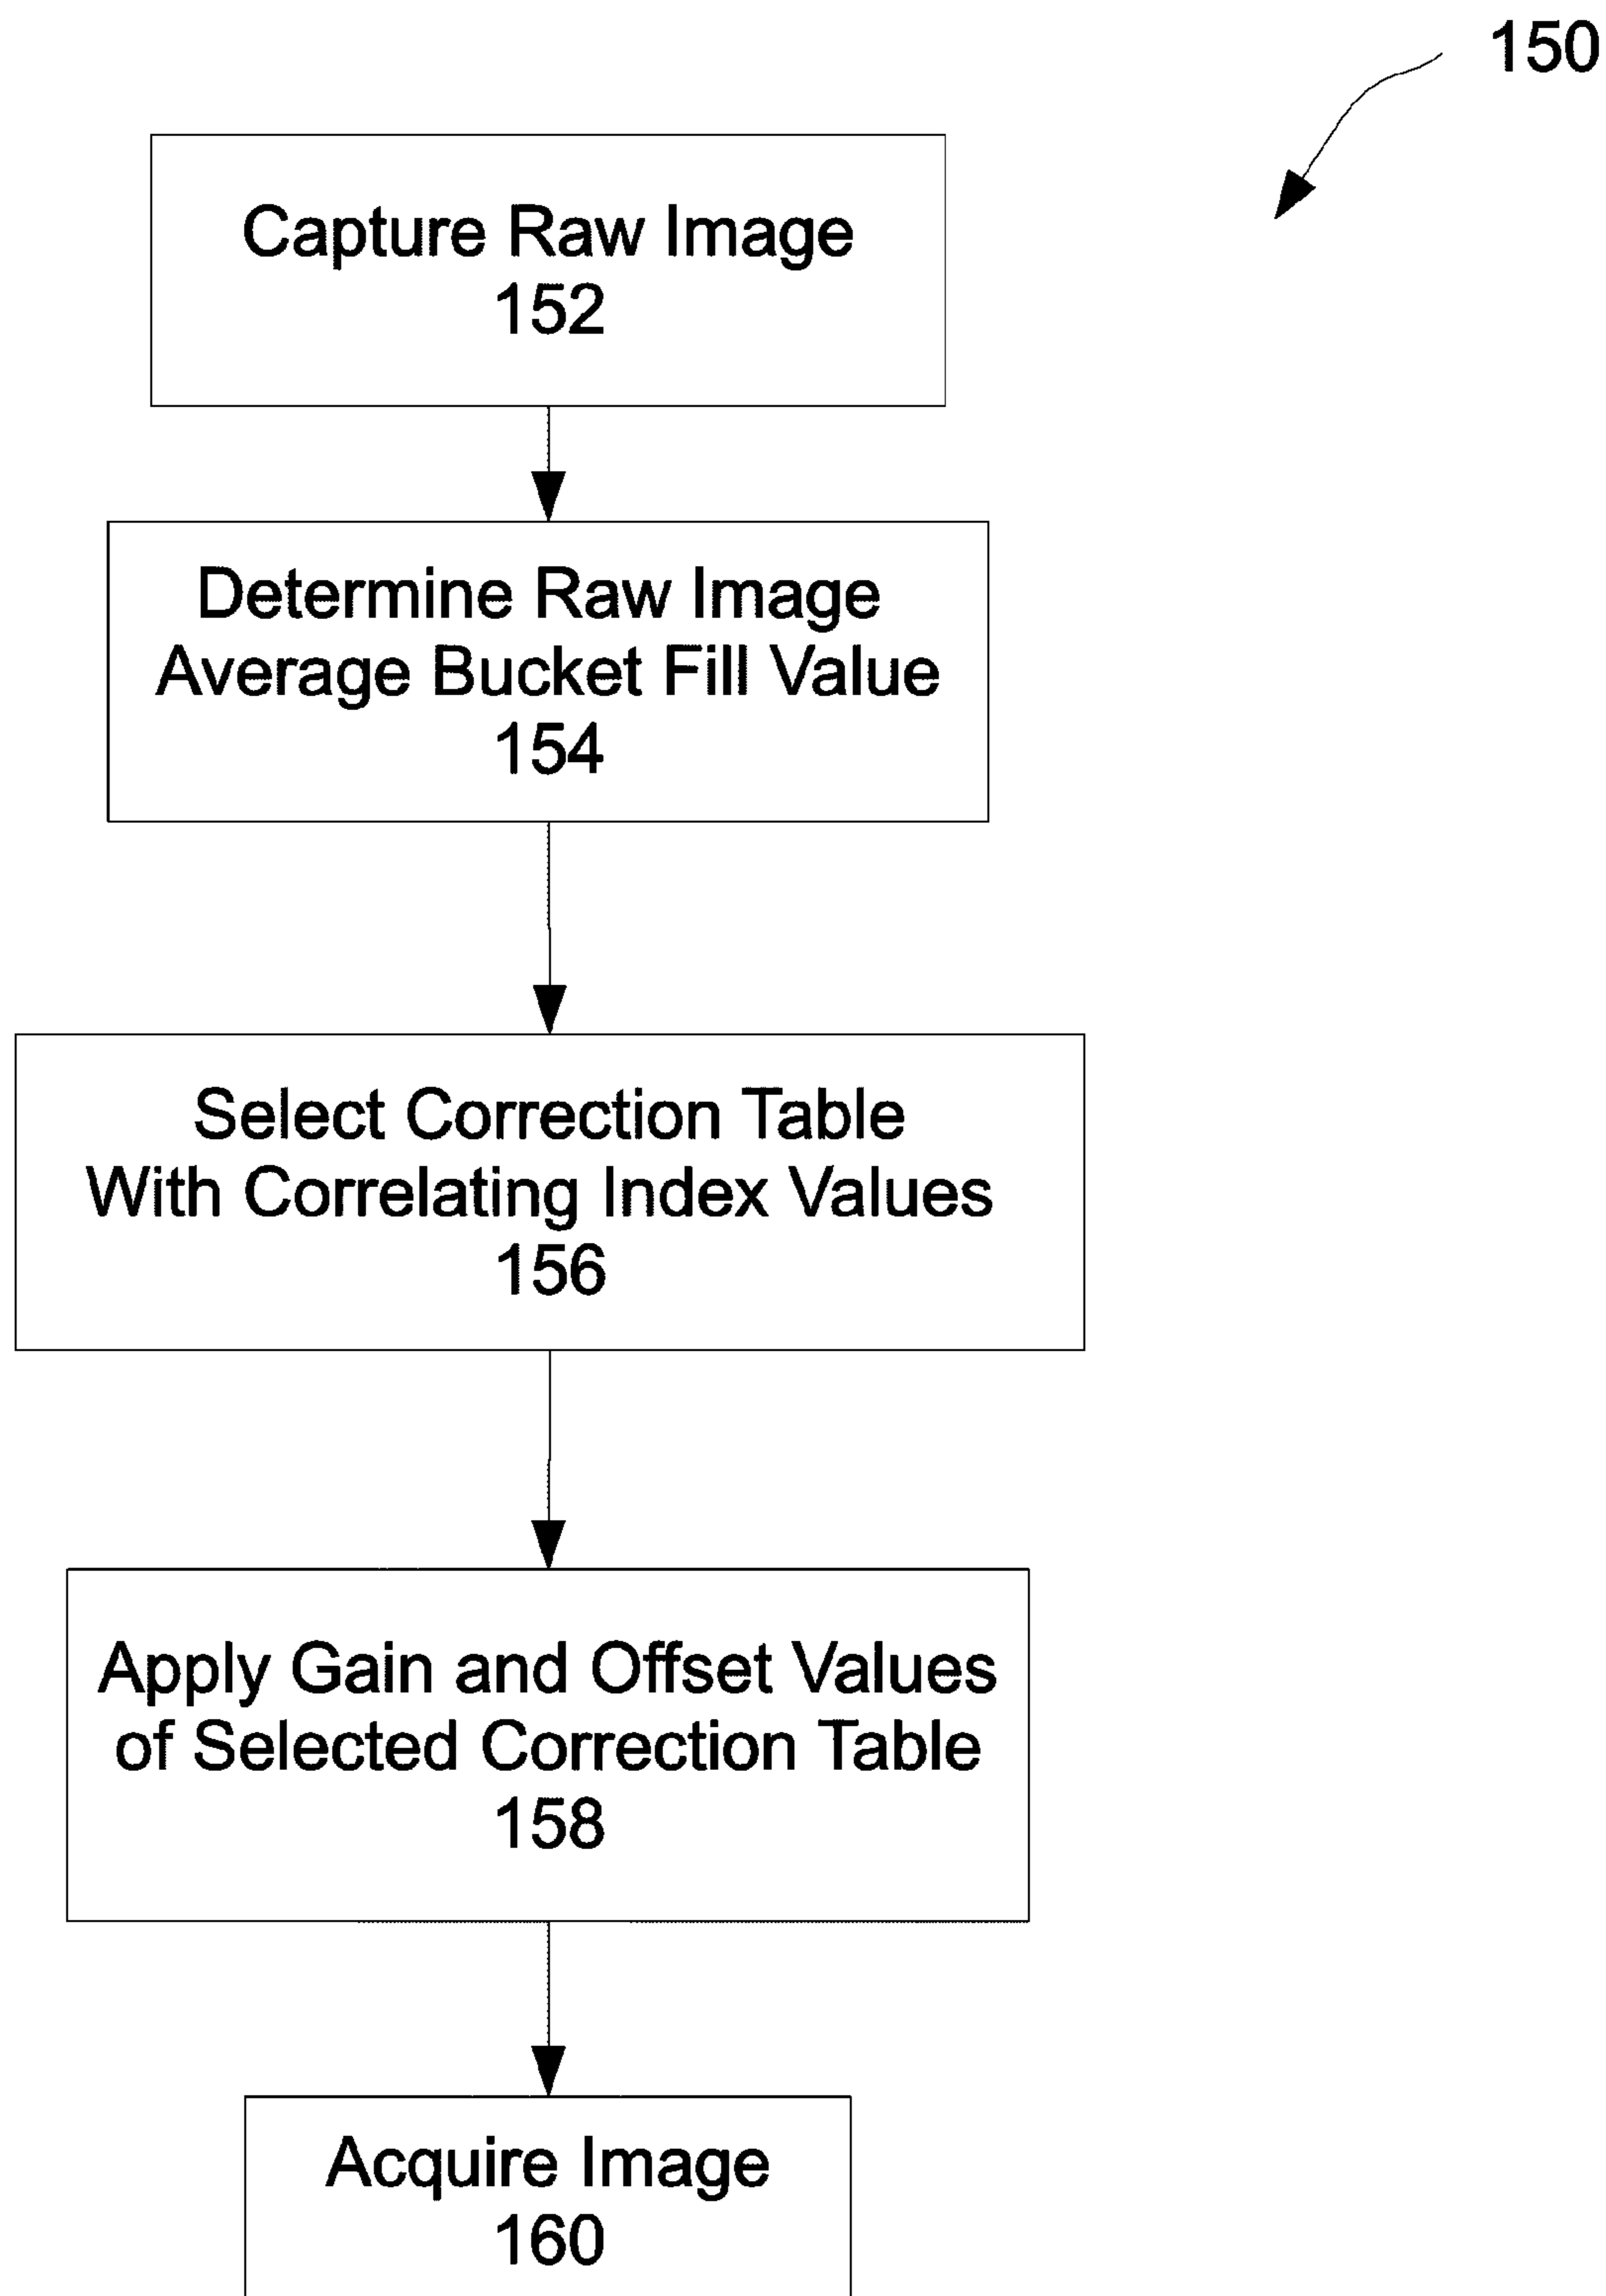 150
Capture Raw Image
152
Determine Raw Image
Average Bucket Fill Value
154
Select Correction Table
With Correlating Index Values
156
Apply Gain and Offset Values
of Selected Correction Table
158
Acquire Image
160